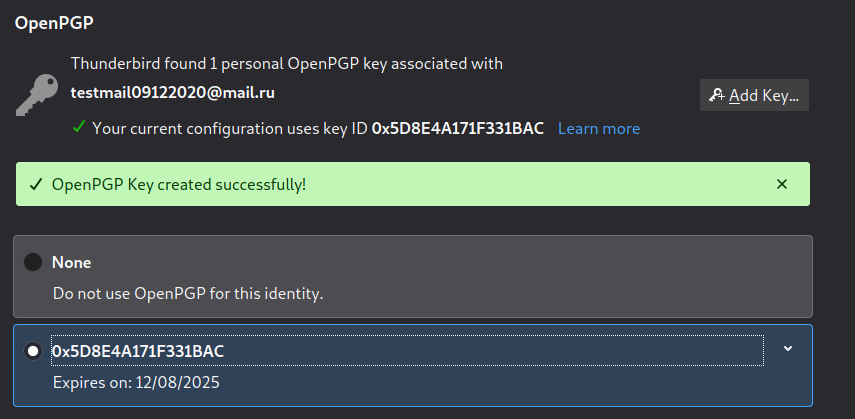 OpenPGP
Thunderbird found 1 personal OpenPGP key associated with
testmail09122020@mail.ru
Add Key...
Your current configuration uses key ID 0x5D8E4A171F331BAC Learn more
OpenPGP Key created successfully!
None
Do not use OpenPGP for this identity.
0x5D8E4A171F331BAC
Expires on: 12/08/2025